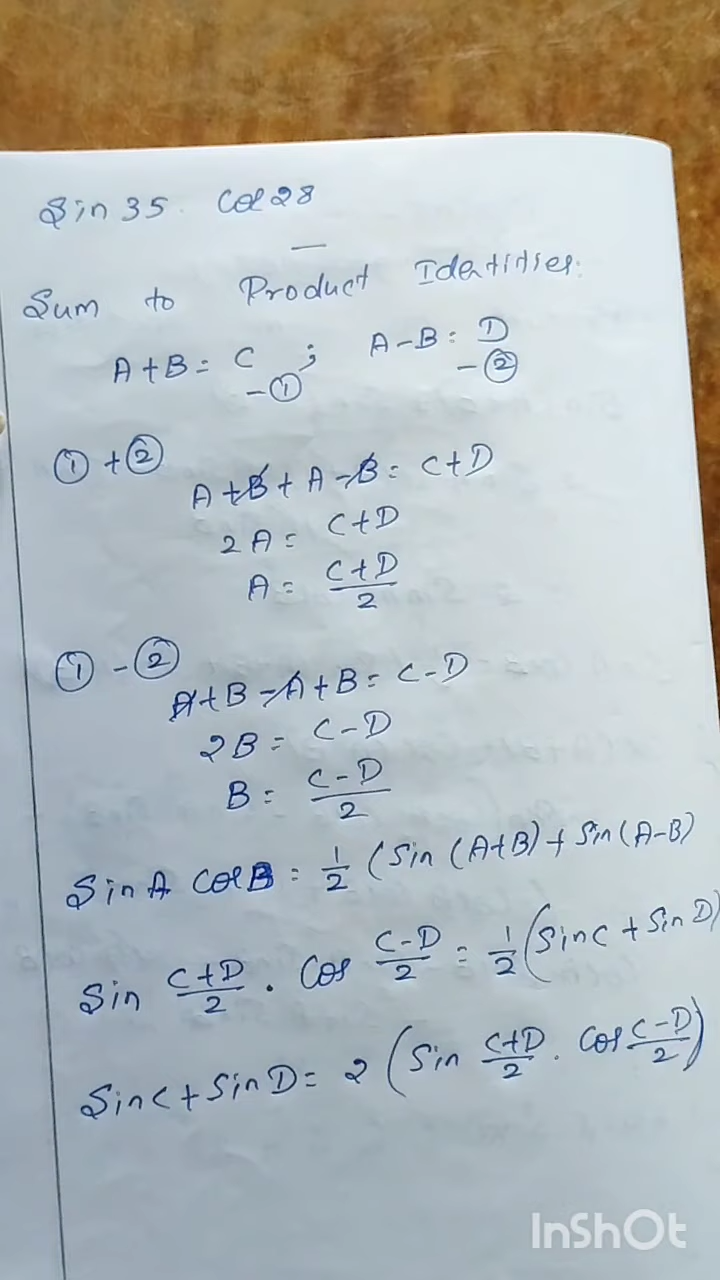 Sin 35. Cos 28
Sum to Product Identities:
A+B = C -① ; A-B = D -②
① + ②
A+B+A-B = C+D
2A = C+D
A = C+D/2
① - ②
A+B-A+B = C-D
2B = C-D
B = C-D/2
Sin A Cos B = 1/2 (Sin (A+B) + Sin (A-B)
Sin C+D/2 . Cos C-D/2 = 1/2 (Sin C + Sin D)
Sin C + Sin D = 2 (Sin C+D/2 . Cos C-D/2)
InShOt